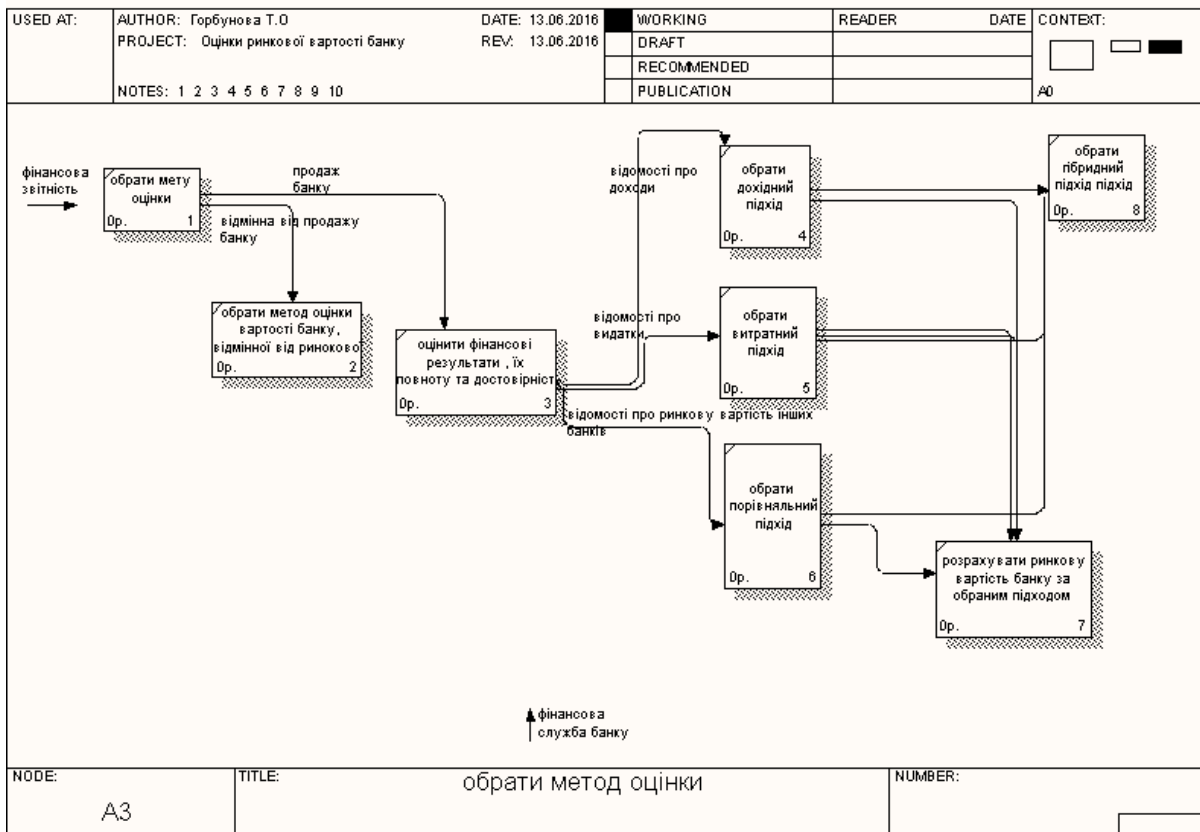 USED AT:
AUTHOR: Горбунова Т.О
DATE: 13.06.2016
WORKING
READER
DATE
CONTEXT:
PROJECT: Оцінки ринкової вартості банку
REV: 13.06.2016
DRAFT
RECOMMENDED
NOTES: 1 2 3 4 5 6 7 8 9 10
PUBLICATION
A0
фінансова
звітність
обрати мету
оцінки
0р. 1
продаж
банку
відмінна від продажу
банку
обрати метод оцінки
вартості банку,
відмінної від риноково
0р. 2
оцінити фінансові
результати , їх
повноту та достовірніст
0р. 3
відомості про
доходи
обрати
дохідний
підхід
0р. 4
обрати
гібридний
підхід підхід
0р. 8
відомості про
видатки
обрати
витратний
підхід
0р. 5
відомості про ринкову вартість інших
банків
обрати
порівняльний
підхід
0р. 6
розрахувати ринкову
вартість банку за
обраним підходом
0р. 7
фінансова
служба банку
NODE:
A3
TITLE:
обрати метод оцінки
NUMBER: